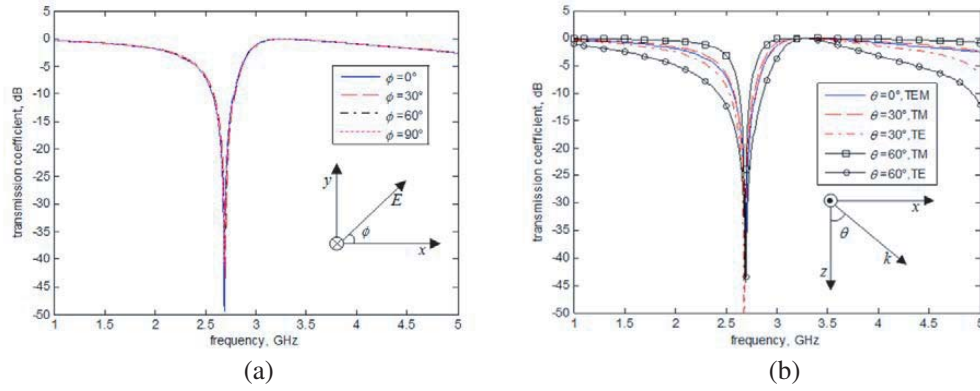 5
0
-5
-10
-15
-20
-25
-30
-35
-40
-45
-50
transmission coefficient, dB
ϕ=0°
ϕ=30°
ϕ=60°
ϕ=90°
y
E
ϕ
x
1
1.5
2
2.5
3
3.5
4
4.5
5
frequency, GHz
(a)
5
0
-5
-10
-15
-20
-25
-30
-35
-40
-45
-50
transmission coefficient, dB
θ=0°,TEM
θ=30°,TM
θ=30°,TE
θ=60°,TM
θ=60°,TE
x
θ
k
z
1
1.5
2
2.5
3
3.5
4
4.5
5
frequency, GHz
(b)